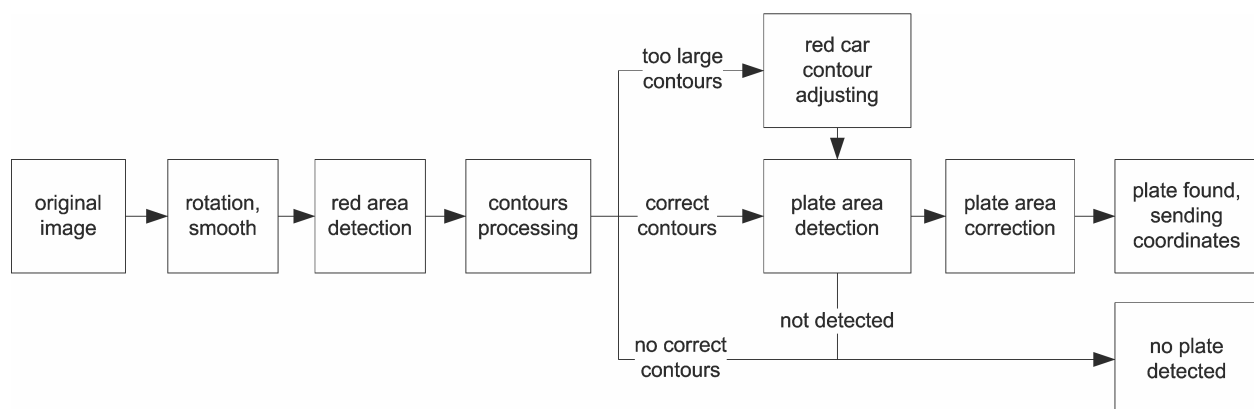 original
image
rotation,
smooth
red area
detection
contours
processing
too large
contours
red car
contour
adjusting
correct
contours
plate area
detection
plate area
correction
plate found,
sending
coordinates
not detected
no correct
contours
no plate
detected